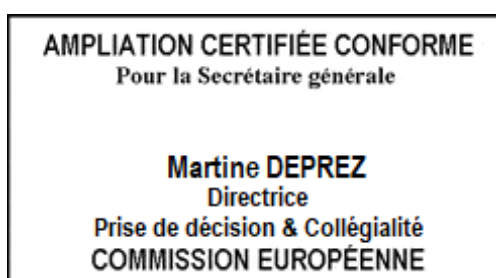 AMPLIATION CERTIFIÉE CONFORME
Pour la Secrétaire générale
Martine DEPREZ
Directrice
Prise de décision & Collégialité
COMMISSION EUROPÉENNE